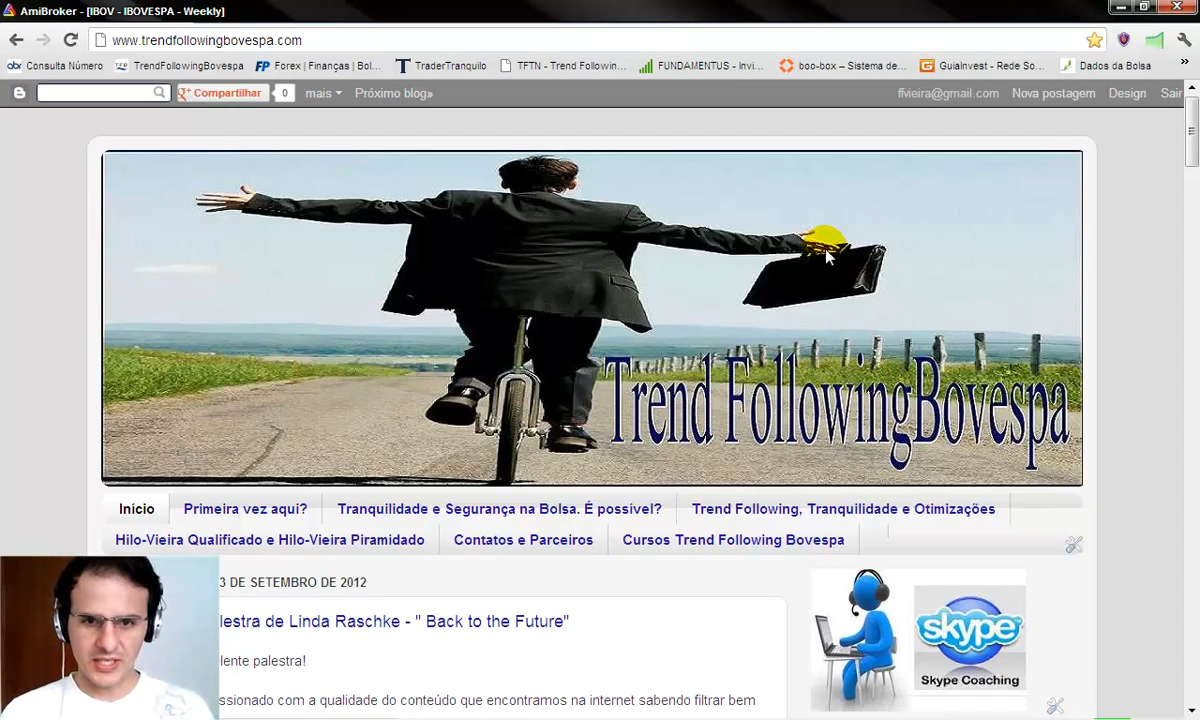 AmiBroker - [IBOV - IBOVESPA - Weekly]
www.trendfollowingbovespa.com
Consulta Número TrendFollowingBovespa FP Forex | Finanças | Bol... TraderTranquilo TFTN - Trend Followin... FUNDAMENTUS - Invi... boo-box – Sistema de... GuiaInvest - Rede So... Dados da Bolsa »
Compartilhar 0 mais Próximo blog» flvieira@gmail.com Nova postagem Design Sair
Trend FollowingBovespa
Início Primeira vez aqui? Tranquilidade e Segurança na Bolsa. É possível? Trend Following, Tranquilidade e Otimizações
Hilo-Vieira Qualificado e Hilo-Vieira Piramidado Contatos e Parceiros Cursos Trend Following Bovespa
3 DE SETEMBRO DE 2012
lestra de Linda Raschke - " Back to the Future"
lente palestra!
ssionado com a qualidade do conteúdo que encontramos na internet sabendo filtrar bem
skype
Skype Coaching